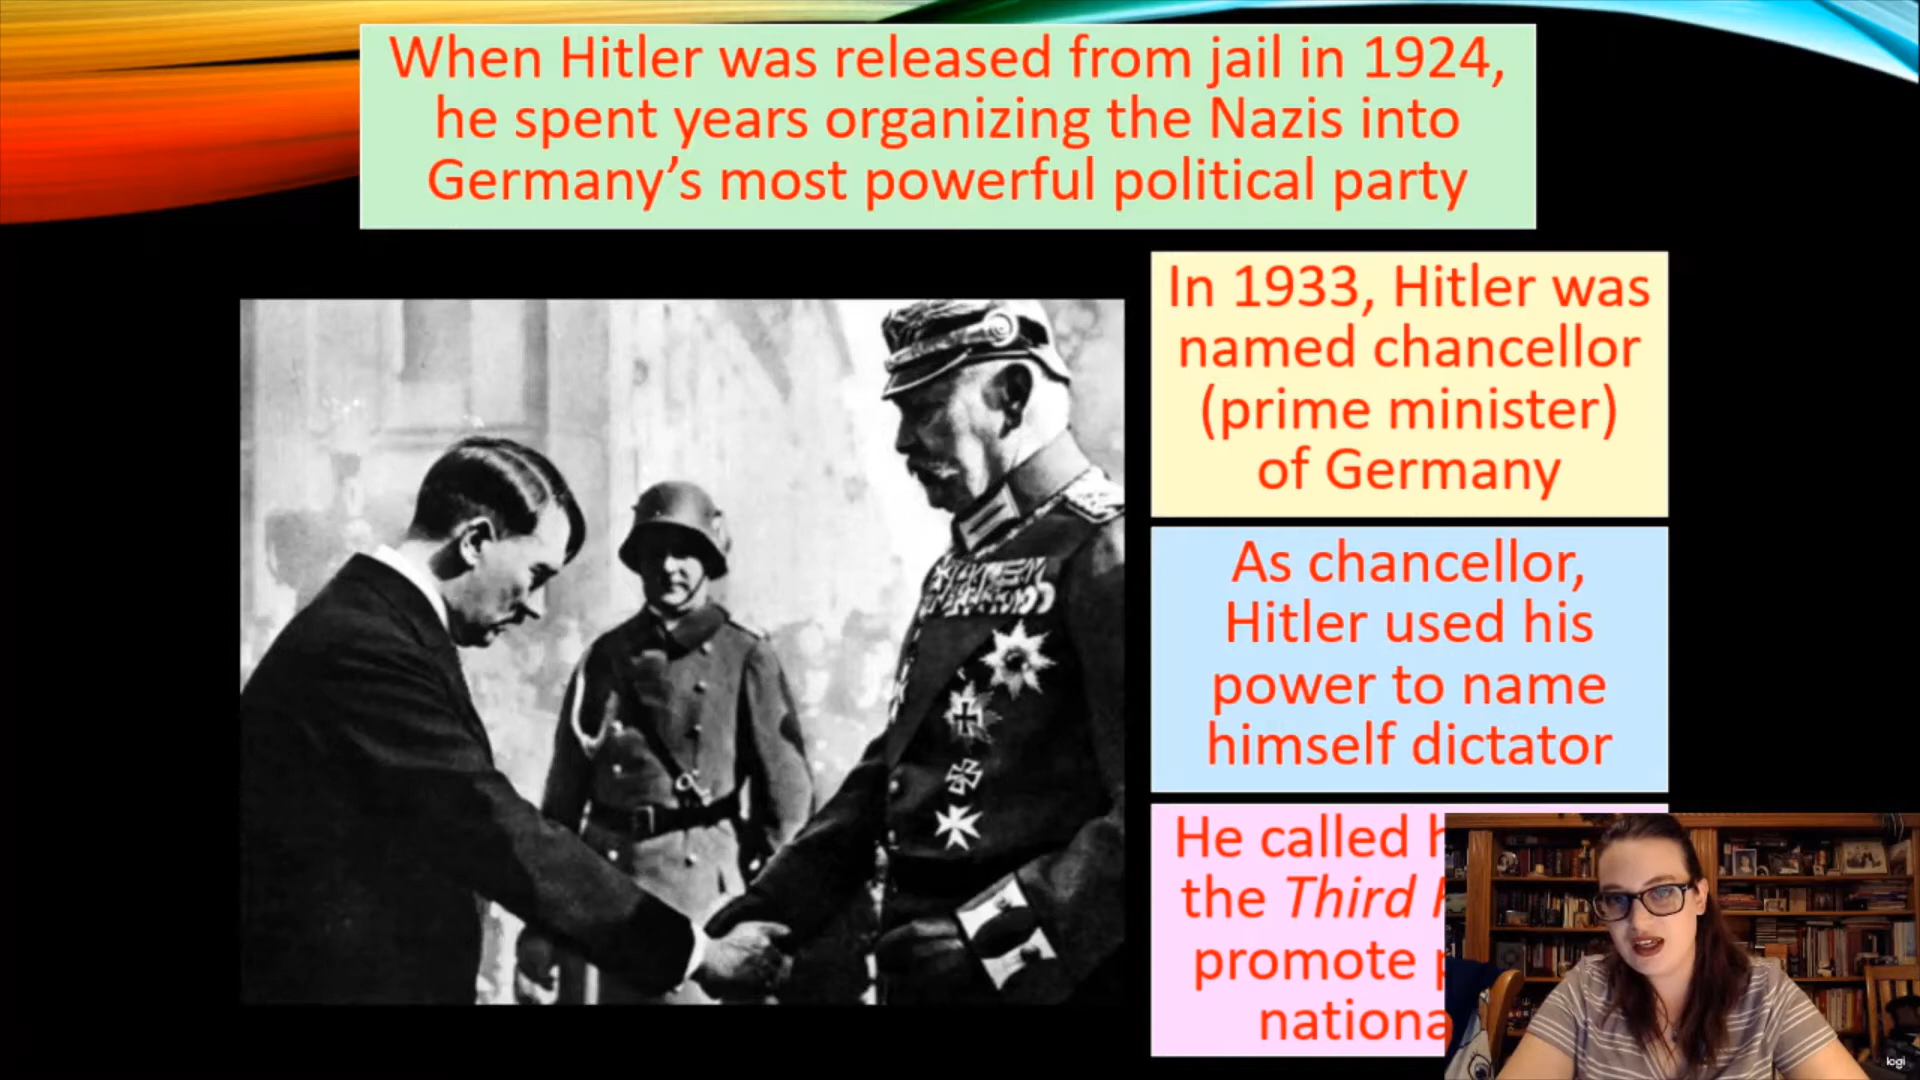 When Hitler was released from jail in 1924,
he spent years organizing the Nazis into
Germany’s most powerful political party
In 1933, Hitler was
named chancellor
(prime minister)
of Germany
As chancellor,
Hitler used his
power to name
himself dictator
He called
the Third
promote
logi